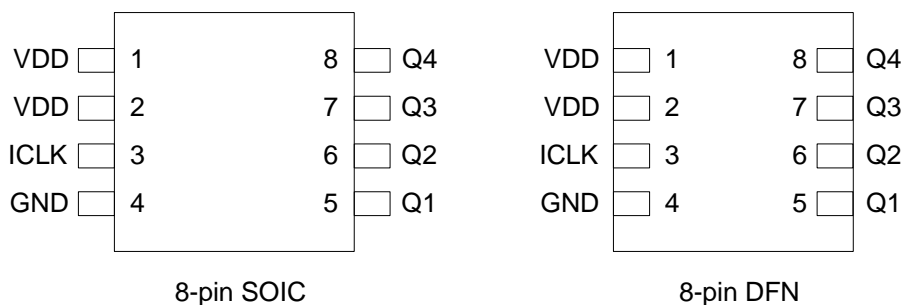 VDD 1 8 Q4 VDD 1 8 Q4
VDD 2 7 Q3 VDD 2 7 Q3
ICLK 3 6 Q2 ICLK 3 6 Q2
GND 4 5 Q1 GND 4 5 Q1
8-pin SOIC 8-pin DFN